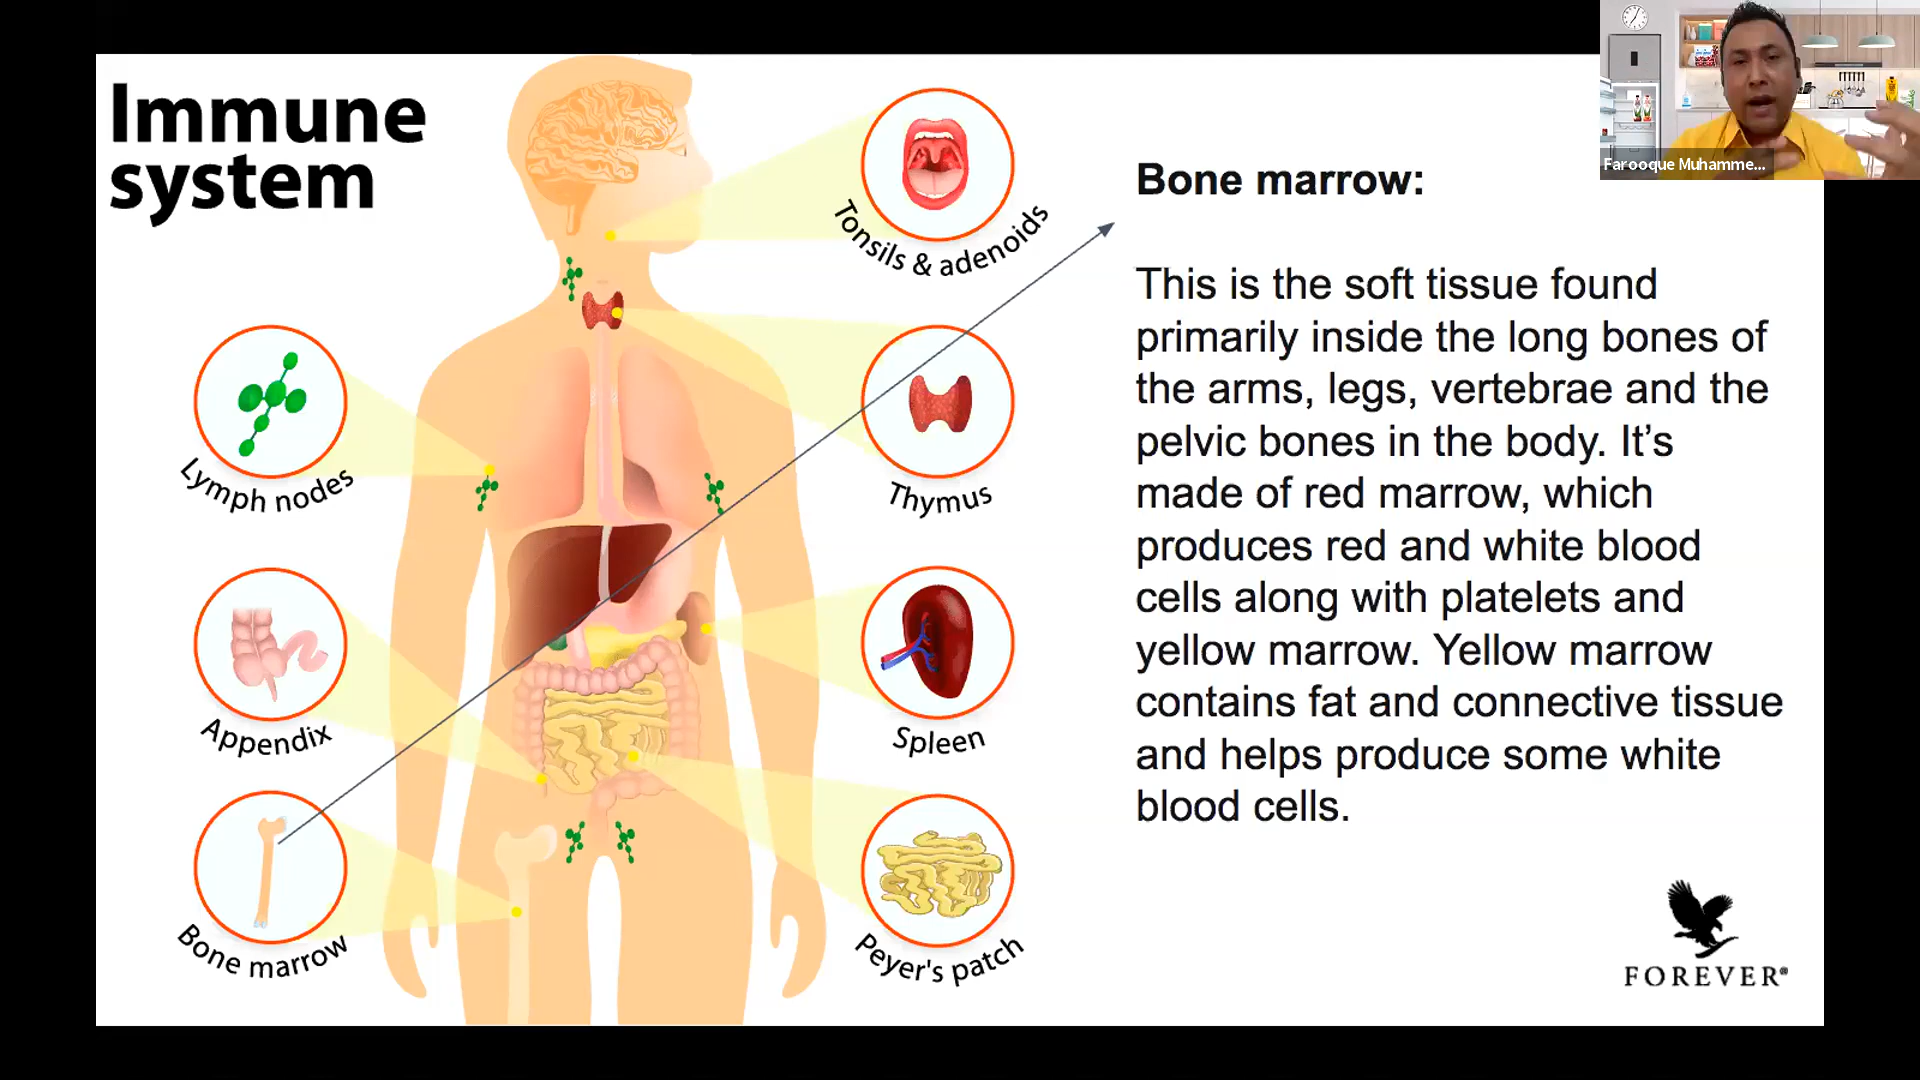 Immune
system
Tonsils & adenoids
Lymph nodes
Thymus
Appendix
Spleen
Bone marrow
Peyer's patch
Bone marrow:
This is the soft tissue found
primarily inside the long bones of
the arms, legs, vertebrae and the
pelvic bones in the body. It’s
made of red marrow, which
produces red and white blood
cells along with platelets and
yellow marrow. Yellow marrow
contains fat and connective tissue
and helps produce some white
blood cells.
FOREVER®
Farooque Muhamme...